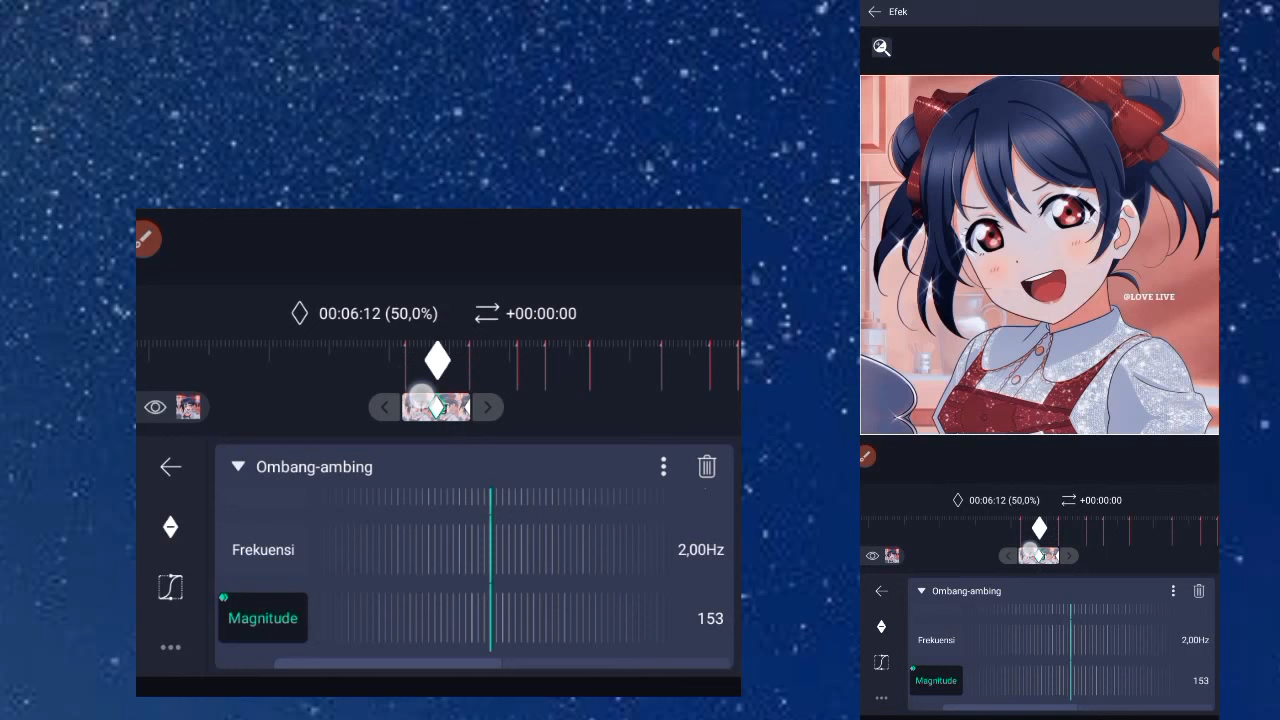 Efek
@LOVE LIVE
00:06:12 (50,0%)
+00:00:00
Ombang-ambing
Frekuensi
2,00Hz
Magnitude
153
00:06:12 (50,0%)
+00:00:00
Ombang-ambing
Frekuensi
2,00Hz
Magnitude
153